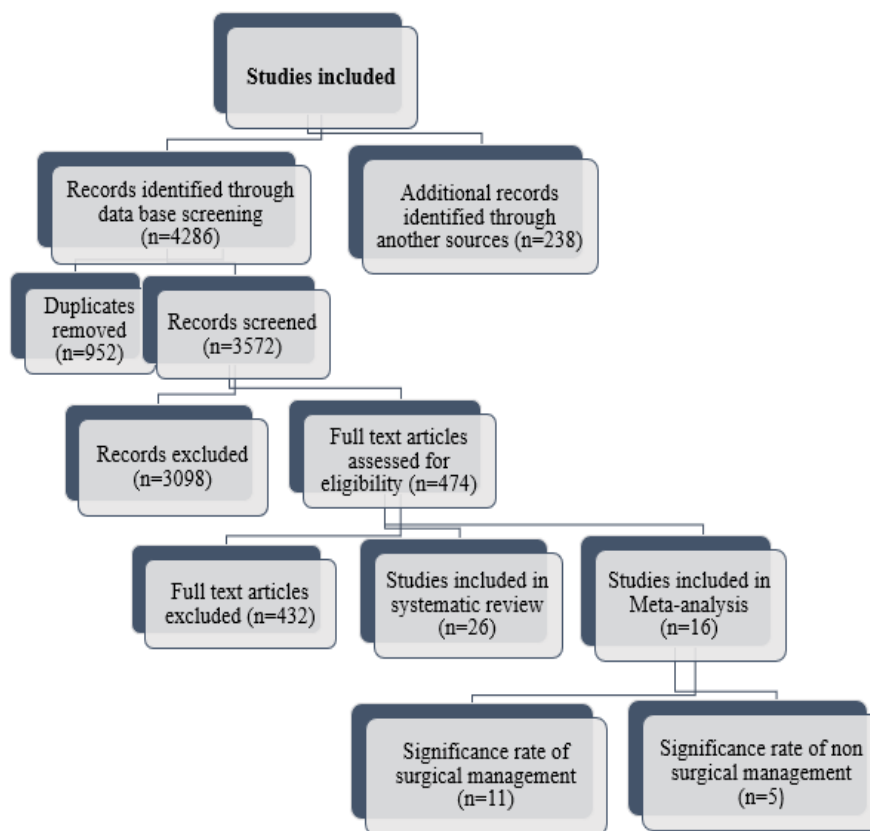 Studies included
Records identified through
data base screening
(n=4286)
Additional records
identified through
another sources (n=238)
Duplicates
removed
(n=952)
Records screened
(n=3572)
Records excluded
(n=3098)
Full text articles
assessed for
eligibility (n=474)
Full text articles
excluded (n=432)
Studies included in
systematic review
(n=26)
Studies included in
Meta-analysis
(n=16)
Significance rate of
surgical management
(n=11)
Significance rate of non
surgical management
(n=5)